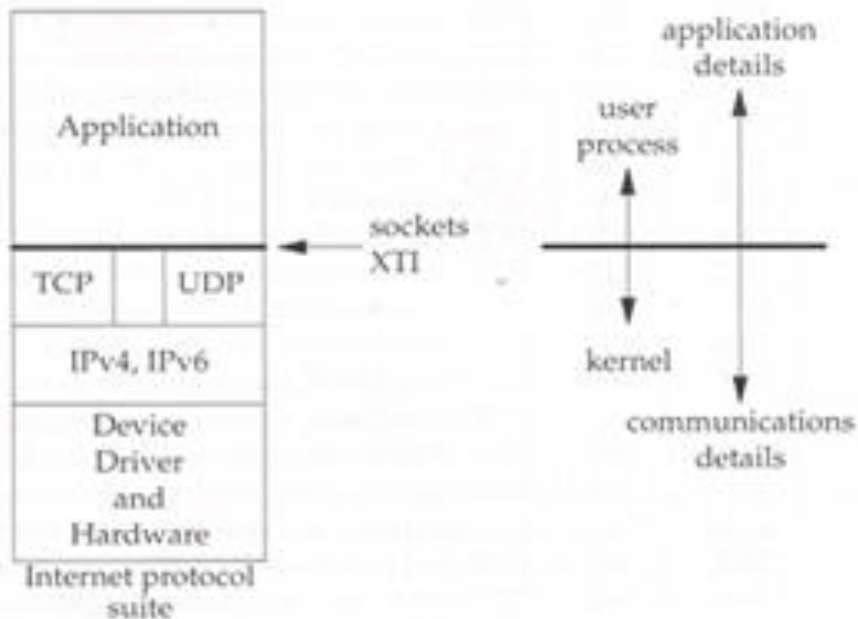 Application
TCP
UDP
IPv4, IPv6
Device
Driver
and
Hardware
Internet protocol
suite
sockets
XTI
user
process
kernel
application
details
communications
details